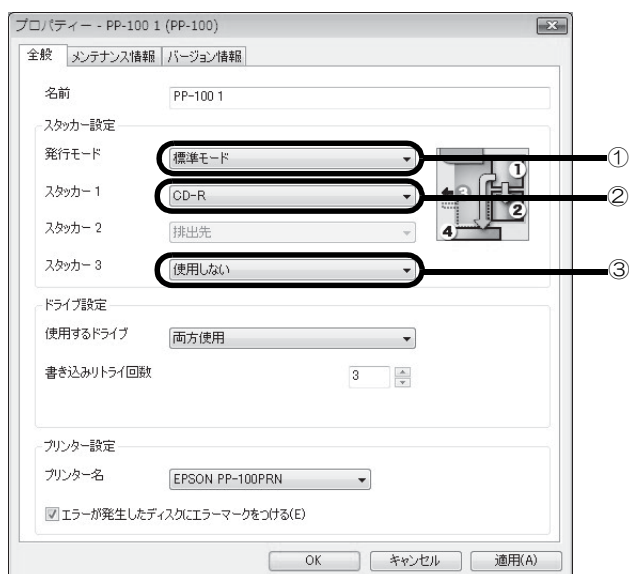 プロパティー - PP-100 1 (PP-100)
全般 メンテナンス情報 バージョン情報
名前 PP-100 1
スタッカー設定
発行モード 標準モード ①
スタッカー 1 CD-R ②
スタッカー 2 排出先
スタッカー 3 使用しない ③
1
3
2
4
ドライブ設定
使用するドライブ 両方使用
書き込みリトライ回数 3
プリンター設定
プリンター名 EPSON PP-100PRN
エラーが発生したディスクにエラーマークをつける(E)
OK キャンセル 適用(A)